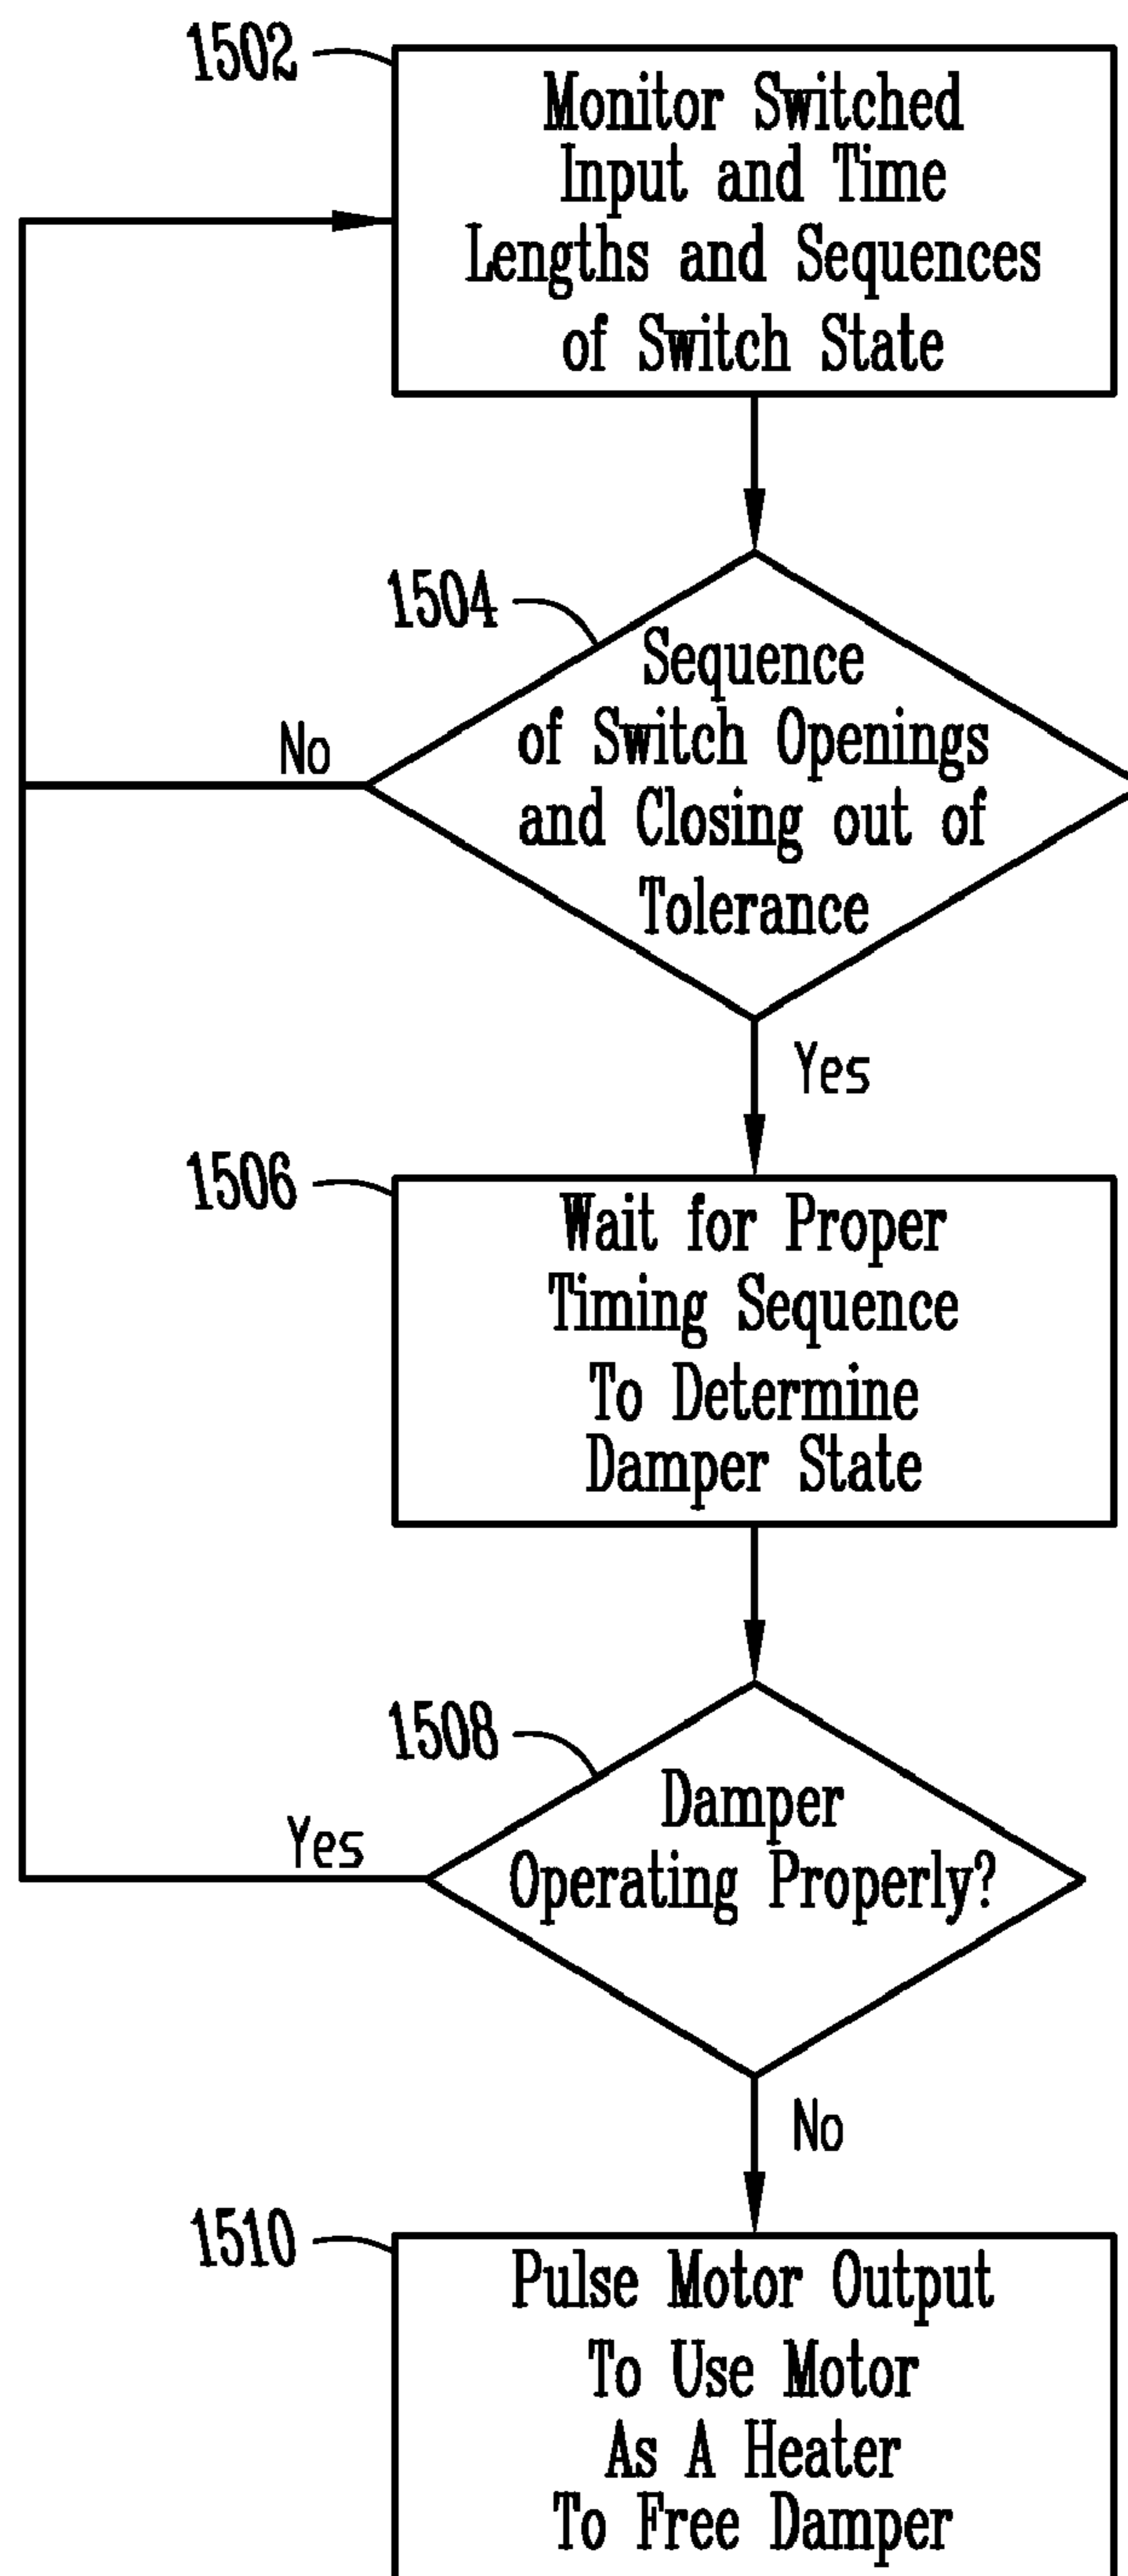 1502
Monitor Switched
Input and Time
Lengths and Sequences
of Switch State
1504
Sequence
of Switch Openings
and Closing out of
Tolerance
No
Yes
1506
Wait for Proper
Timing Sequence
To Determine
Damper State
1508
Damper
Operating Properly?
Yes
No
1510
Pulse Motor Output
To Use Motor
As A Heater
To Free Damper